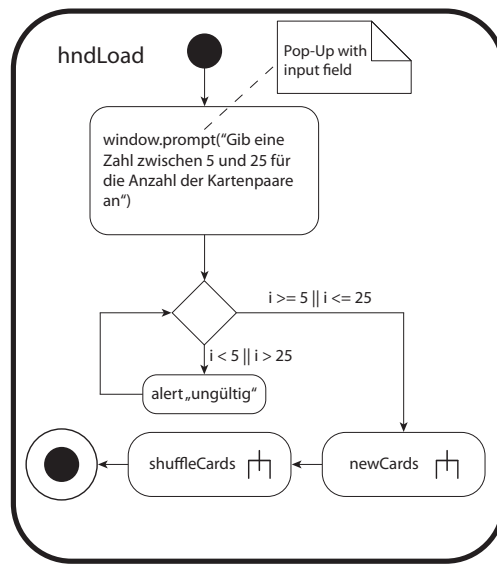 hndLoad
Pop-Up with
input field
window.prompt(“Gib eine
Zahl zwischen 5 und 25 für
die Anzahl der Kartenpaare
an“)
i >= 5 || i <= 25
i < 5 || i > 25
alert „ungültig“
shuffleCards
newCards